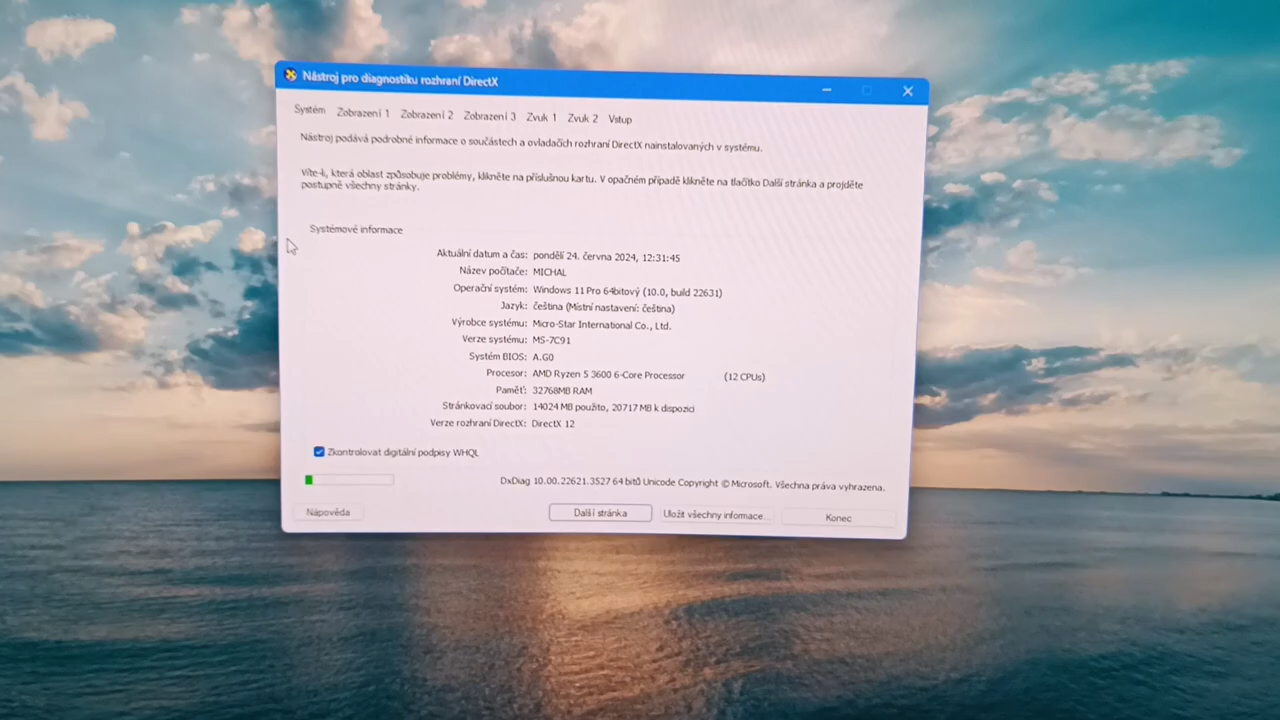 Nástroj pro diagnostiku rozhraní DirectX
Systém Zobrazení 1 Zobrazení 2 Zobrazení 3 Zvuk 1 Zvuk 2 Vstup
Nástroj podává podrobné informace o součástech a ovladačích rozhraní DirectX nainstalovaných v systému.
Víte-li, která oblast způsobuje problémy, klikněte na příslušnou kartu. V opačném případě klikněte na tlačítko Další stránka a projděte
postupně všechny stránky.
Systémové informace
Aktuální datum a čas: pondělí 24. června 2024, 12:31:45
Název počítače: MICHAL
Operační systém: Windows 11 Pro 64bitový (10.0, build 22631)
Jazyk: čeština (Místní nastavení: čeština)
Výrobce systému: Micro-Star International Co., Ltd.
Verze systému: MS-7C91
Systém BIOS: A.G0
Procesor: AMD Ryzen 5 3600 6-Core Processor (12 CPUs)
Paměť: 32768MB RAM
Stránkovací soubor: 14024 MB použito, 20717 MB k dispozici
Verze rozhraní DirectX: DirectX 12
Zkontrolovat digitální podpisy WHQL
DxDiag 10.00.22621.3527 64 bitů Unicode Copyright © Microsoft. Všechna práva vyhrazena.
Nápověda Další stránka Uložit všechny informace... Konec